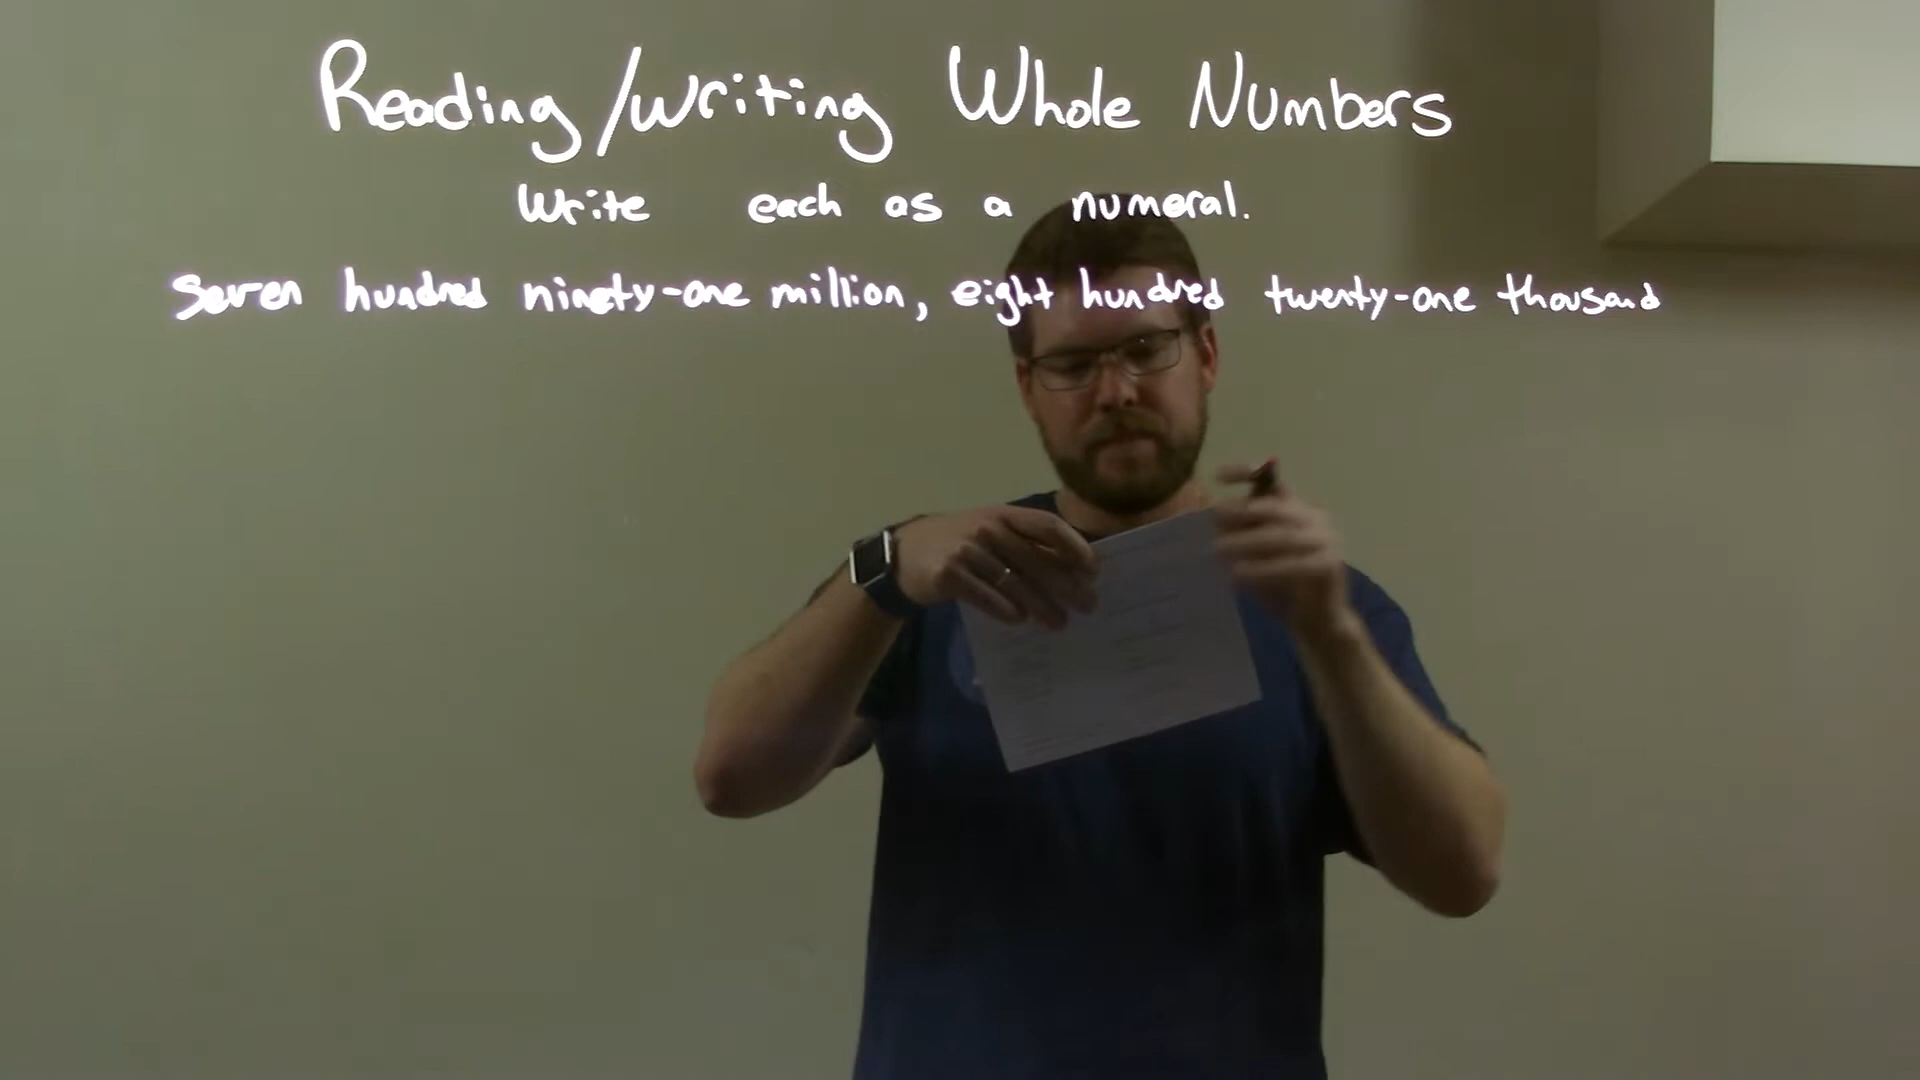 Reading/Writing Whole Numbers
Write each as a numeral.
Seven hundred ninety-one million, eight hundred twenty-one thousand